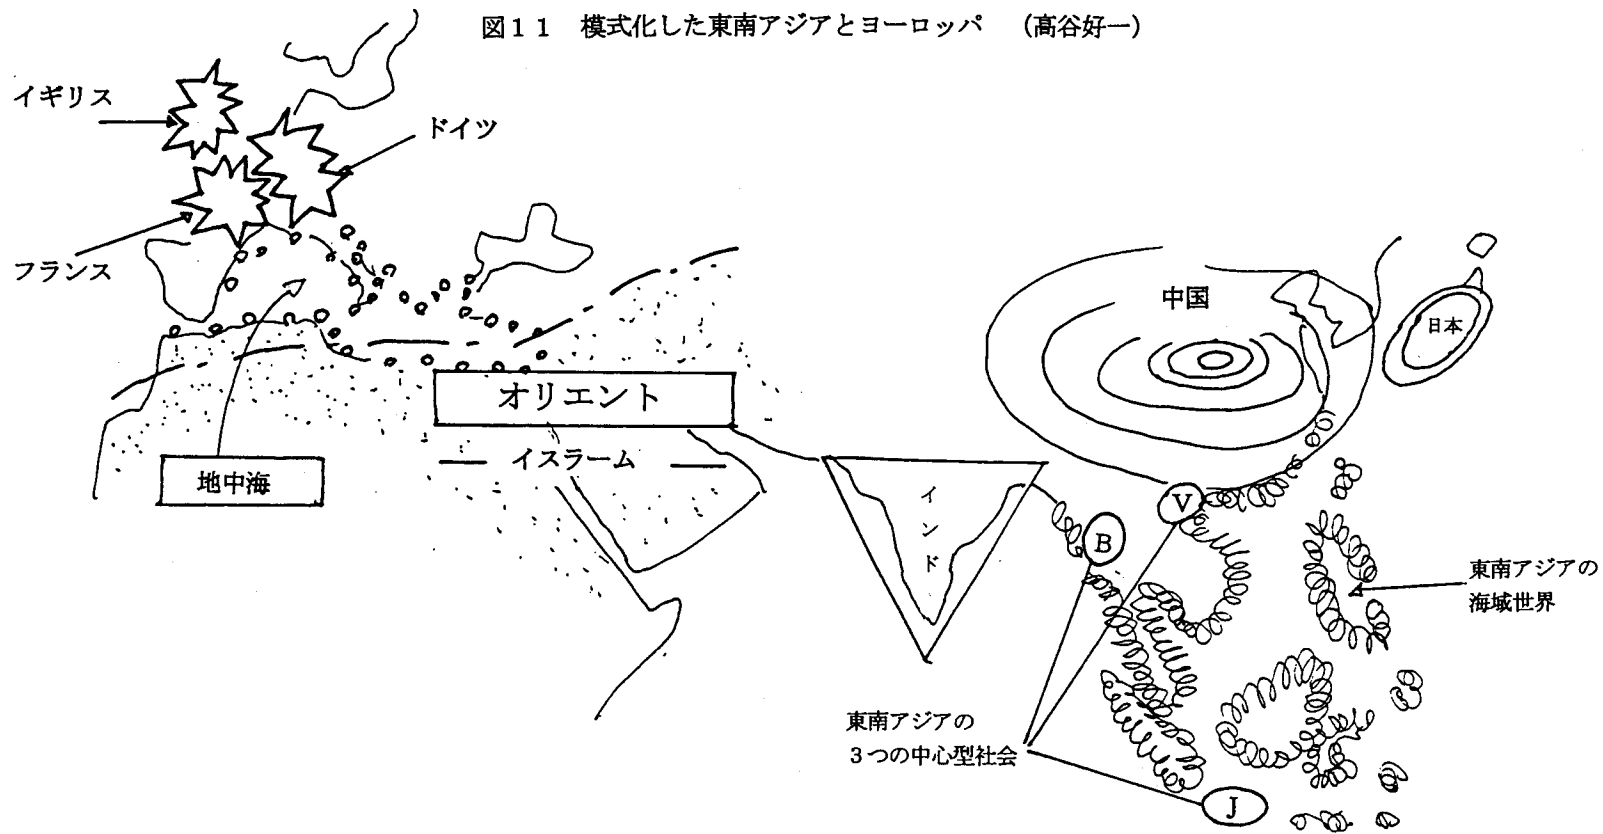 図11 模式化した東南アジアとヨーロッパ (高谷好一)
イギリス
ドイツ
フランス
中国
日本
オリエント
イスラーム
地中海
インド
V
B
東南アジアの
海域世界
東南アジアの
3つの中心型社会
J